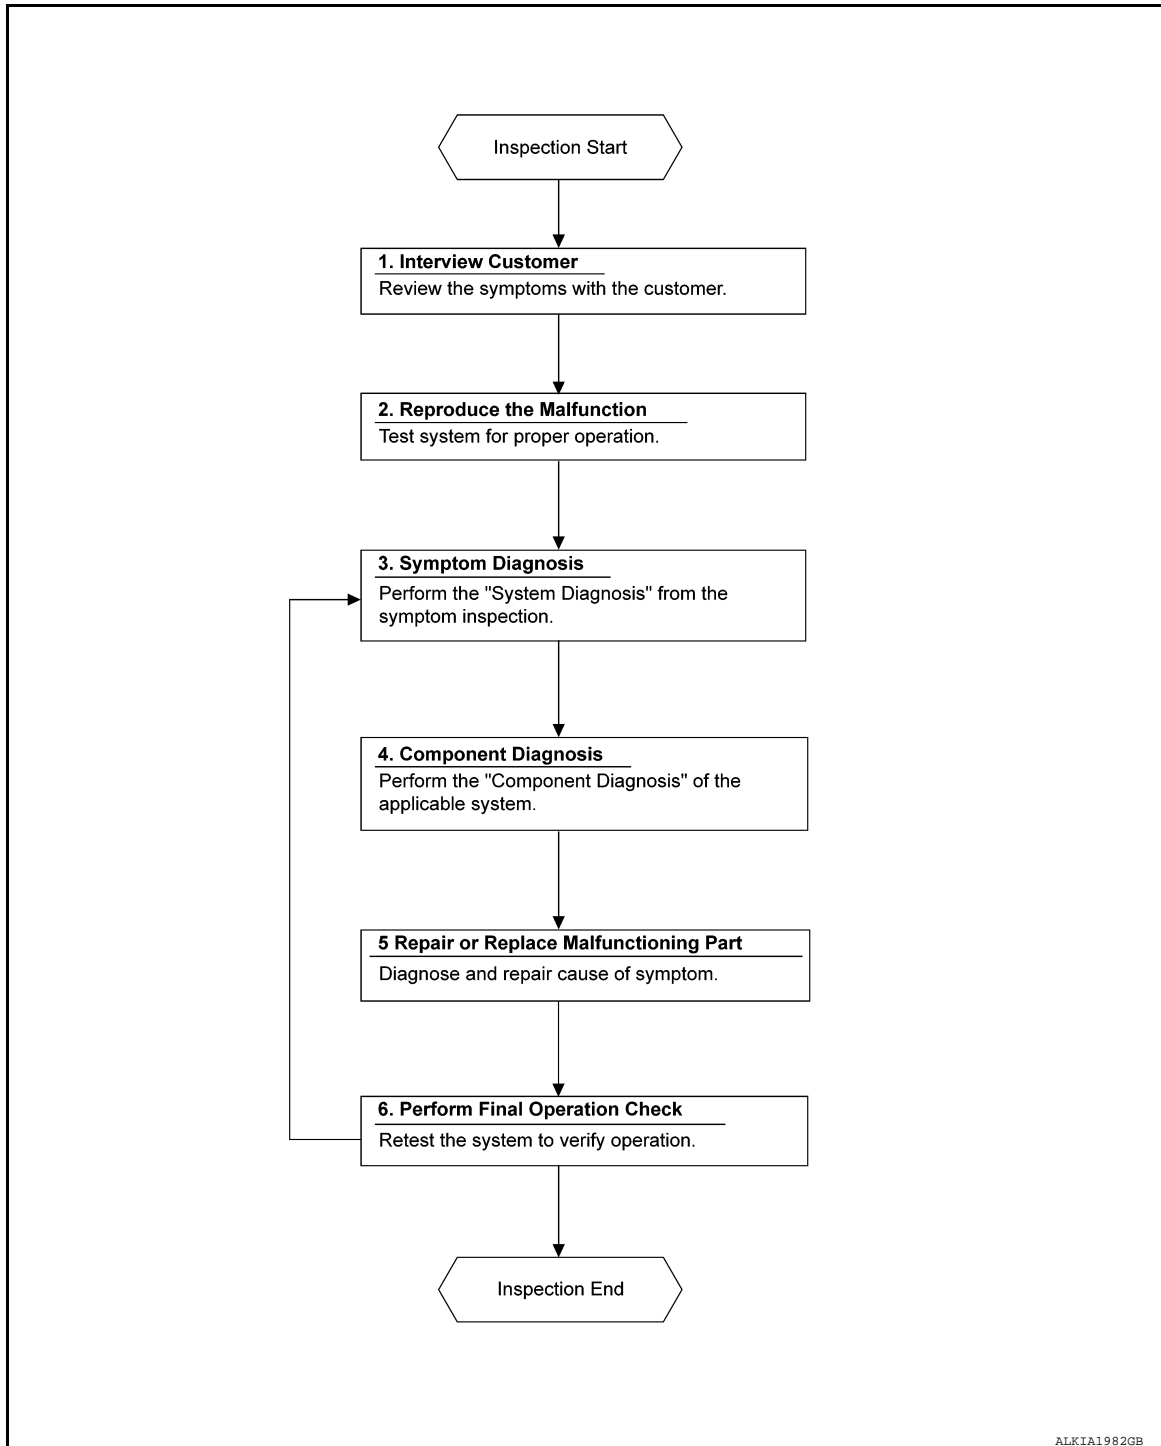 Inspection Start
1. Interview Customer
Review the symptoms with the customer.
2. Reproduce the Malfunction
Test system for proper operation.
3. Symptom Diagnosis
Perform the "System Diagnosis" from the
symptom inspection.
4. Component Diagnosis
Perform the "Component Diagnosis" of the
applicable system.
5 Repair or Replace Malfunctioning Part
Diagnose and repair cause of symptom.
6. Perform Final Operation Check
Retest the system to verify operation.
Inspection End
ALKIA1982GB